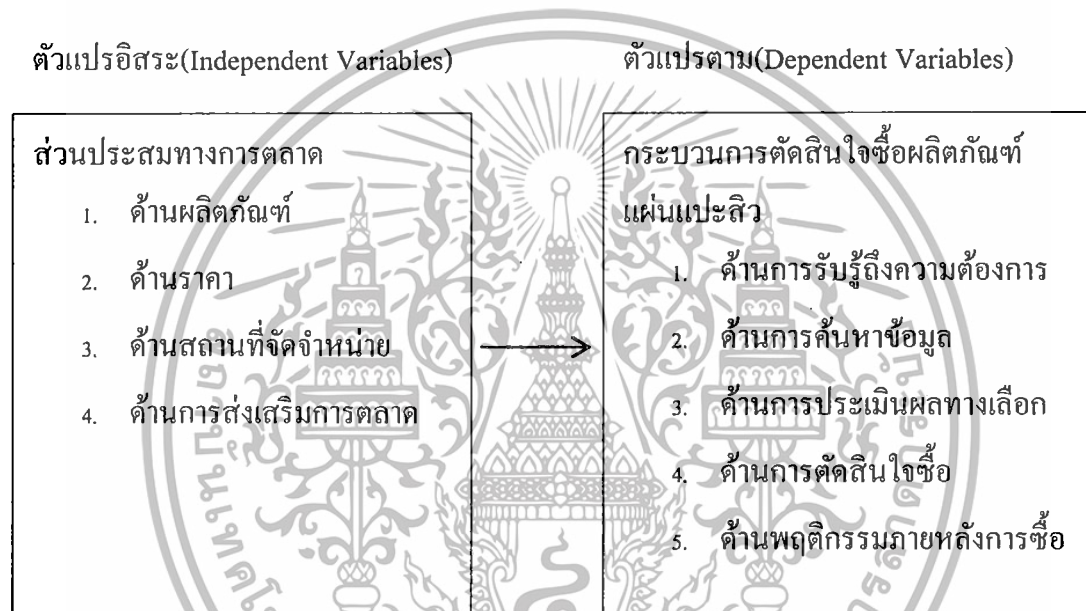 ตัวแปรอิสระ(Independent Variables)
ตัวแปรตาม(Dependent Variables)
ส่วนประสมทางการตลาด
1. ด้านผลิตภัณฑ์
2. ด้านราคา
3. ด้านสถานที่จัดจำหน่าย
4. ด้านการส่งเสริมการตลาด
กระบวนการตัดสินใจซื้อผลิตภัณฑ์
แผ่นแปะสิว
1. ด้านการรับรู้ถึงความต้องการ
2. ด้านการค้นหาข้อมูล
3. ด้านการประเมินผลทางเลือก
4. ด้านการตัดสินใจซื้อ
5. ด้านพฤติกรรมภายหลังการซื้อ